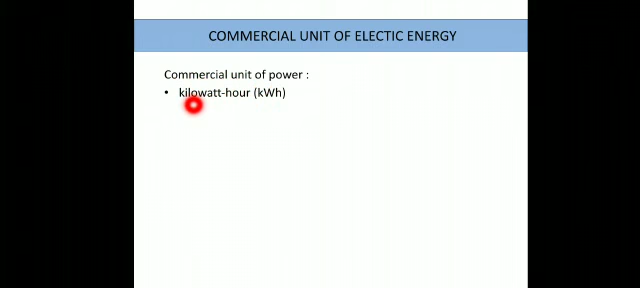 COMMERCIAL UNIT OF ELECTIC ENERGY
Commercial unit of power :
• kilowatt-hour (kWh)